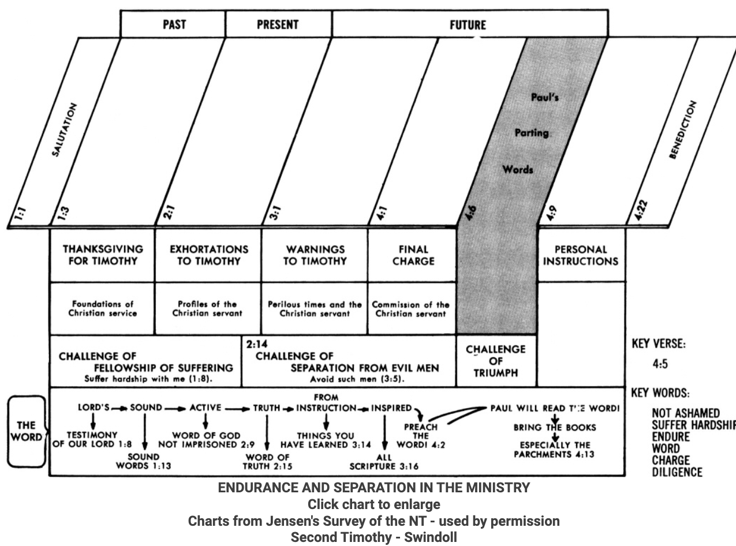 PAST
PRESENT
FUTURE
SALUTATION
Paul's
Parting
Words
BENEDICTION
1:1
1:3
2:1
3:1
4:1
4:6
4:9
4:22
THANKSGIVING
FOR TIMOTHY
EXHORTATIONS
TO TIMOTHY
WARNINGS
TO TIMOTHY
FINAL
CHARGE
PERSONAL
INSTRUCTIONS
Foundations of
Christian service
Profiles of the
Christian servant
Perilous times and the
Christian servant
Commission of the
Christian servant
CHALLENGE OF
FELLOWSHIP OF SUFFERING
Suffer hardship with me (1:8).
2:14
CHALLENGE OF
SEPARATION FROM EVIL MEN
Avoid such men (3:5).
CHALLENGE
OF
TRIUMPH
KEY VERSE:
4:5
KEY WORDS:
NOT ASHAMED
SUFFER HARDSHIP
ENDURE
WORD
CHARGE
DILIGENCE
THE
WORD
LORD'S
SOUND
ACTIVE
TRUTH
FROM
INSTRUCTION
INSPIRED
PAUL WILL READ THE WORD!
TESTIMONY
OF OUR LORD 1:8
SOUND
WORDS 1:13
WORD OF GOD
NOT IMPRISONED 2:9
WORD OF
TRUTH 2:15
THINGS YOU
HAVE LEARNED 3:14
ALL
SCRIPTURE 3:16
PREACH
THE
WORD! 4:2
BRING THE BOOKS
ESPECIALLY THE
PARCHMENTS 4:13
ENDURANCE AND SEPARATION IN THE MINISTRY
Click chart to enlarge
Charts from Jensen's Survey of the NT - used by permission
Second Timothy - Swindoll